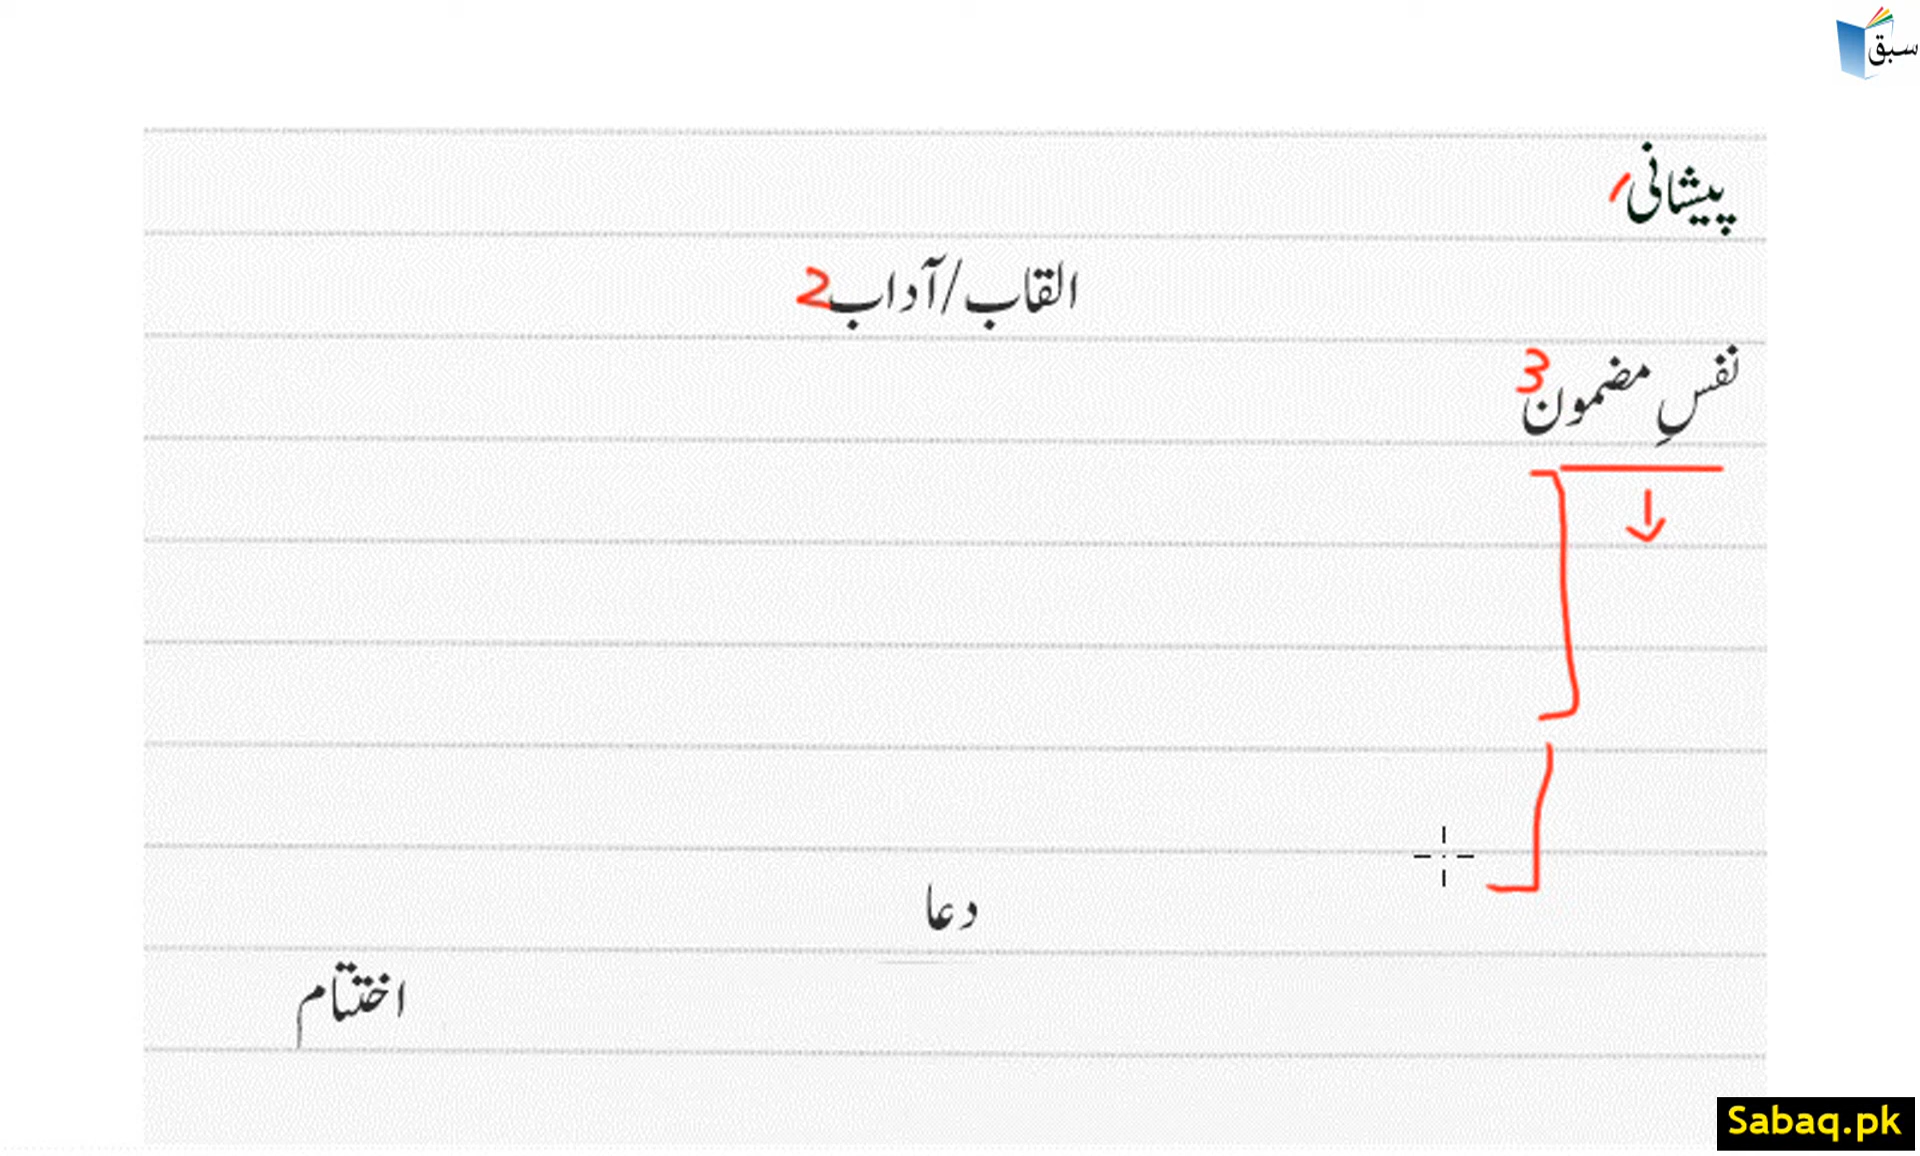 سبق
پیشانی 1
القاب/آداب 2
نفسِ مضمون 3
دعا
اختتام
Sabaq.pk